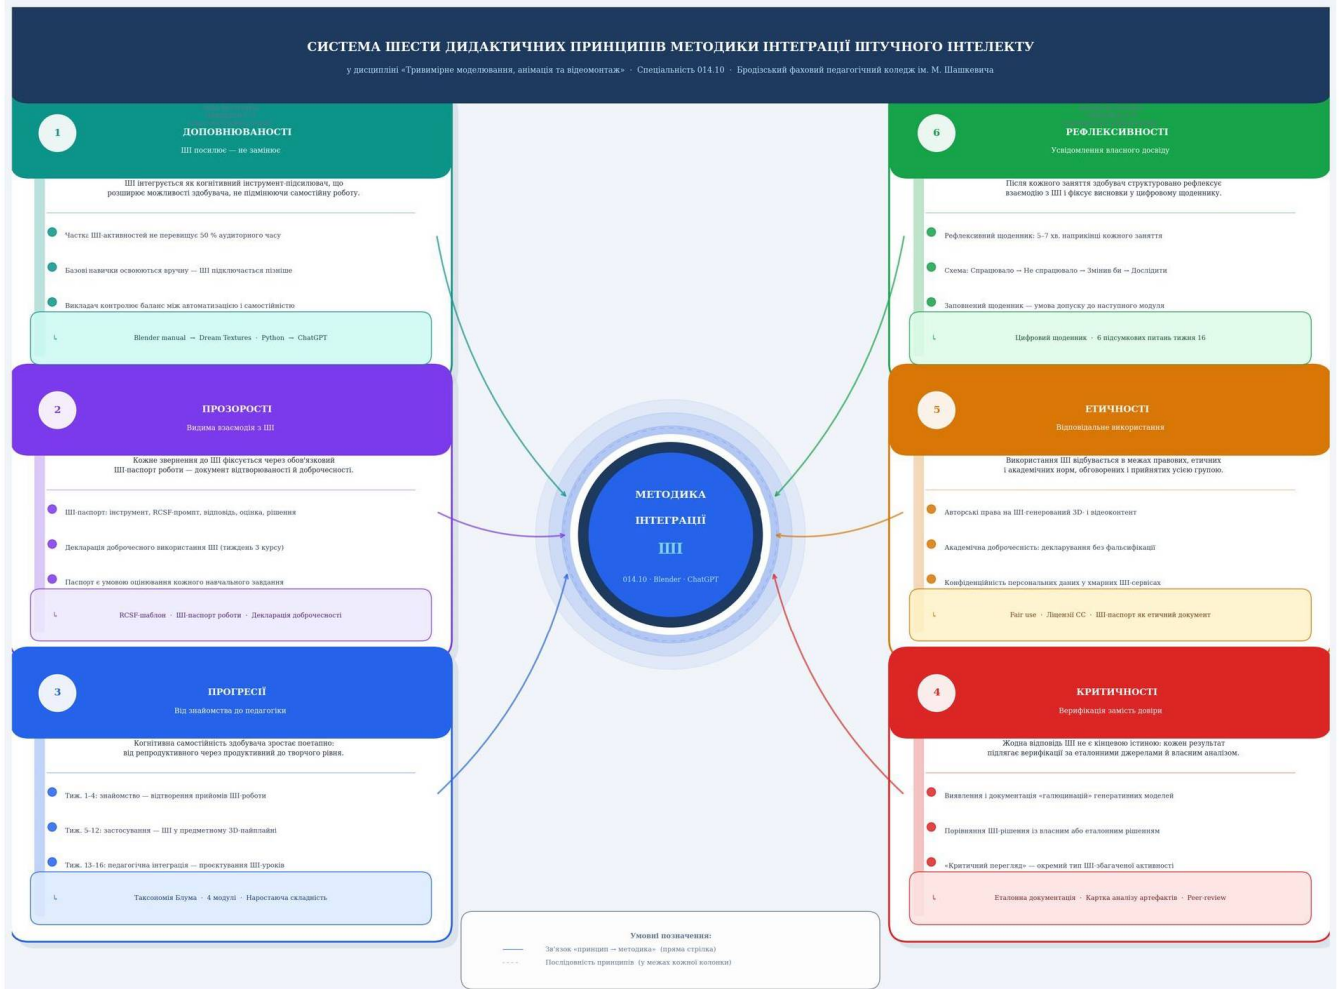 СИСТЕМА ШЕСТИ ДИДАКТИЧНИХ ПРИНЦИПІВ МЕТОДИКИ ІНТЕГРАЦІЇ ШТУЧНОГО ІНТЕЛЕКТУ
у дисципліні «Тривимірне моделювання, анімація та відеомонтаж» · Спеціальність 014.10 · Бродівський фаховий педагогічний коледж ім. М. Шашкевича
1
ДОПОВНЮВАНОСТІ
ШІ посилює — не замінює
ШІ інтегрується як когнітивний інструмент-підсилювач, що
розширює можливості здобувача, не підмінюючи самостійну роботу.
Частка ШІ-активностей не перевищує 50 % аудиторного часу
Базові навички освоюються вручну — ШІ підключається пізніше
Викладач контролює баланс між автоматизацією і самостійністю
↳ Blender manual → Dream Textures · Python → ChatGPT
2
ПРОЗОРОСТІ
Видима взаємодія з ШІ
Кожне звернення до ШІ фіксується через обов'язковий
ШІ-паспорт роботи — документ відтворюваності й доброчесності.
ШІ-паспорт: інструмент, RCSF-промпт, відповідь, оцінка, рішення
Декларація доброчесного використання ШІ (тиждень 3 курсу)
Паспорт є умовою оцінювання кожного навчального завдання
↳ RCSF-шаблон · ШІ-паспорт роботи · Декларація доброчесності
3
ПРОГРЕСІЇ
Від знайомства до педагогіки
Когнітивна самостійність здобувача зростає поетапно:
від репродуктивного через продуктивний до творчого рівня.
Тиж. 1–4: знайомство — відтворення прийомів ШІ-роботи
Тиж. 5–12: застосування — ШІ у предметному 3D-пайплайні
Тиж. 13–16: педагогічна інтеграція — проєктування ШІ-уроків
↳ Таксономія Блума · 4 модулі · Наростаюча складність
МЕТОДИКА
ІНТЕГРАЦІЇ
ШІ
014.10 · Blender · ChatGPT
6
РЕФЛЕКСИВНОСТІ
Усвідомлення власного досвіду
Після кожного заняття здобувач структуровано рефлексує
взаємодію з ШІ і фіксує висновки у цифровому щоденнику.
Рефлексивний щоденник: 5–7 хв. наприкінці кожного заняття
Схема: Спрацювало → Не спрацювало → Змінив би → Дослідити
Заповнений щоденник — умова допуску до наступного модуля
↳ Цифровий щоденник · 6 підсумкових питань тижня 16
5
ЕТИЧНОСТІ
Відповідальне використання
Використання ШІ відбувається в межах правових, етичних
і академічних норм, обговорених і прийнятих усією групою.
Авторські права на ШІ-генерований 3D- і відеоконтент
Академічна доброчесність: декларування без фальсифікації
Конфіденційність персональних даних у хмарних ШІ-сервісах
↳ Fair use · Ліцензії CC · ШІ-паспорт як етичний документ
4
КРИТИЧНОСТІ
Верифікація замість довіри
Жодна відповідь ШІ не є кінцевою істиною: кожен результат
підлягає верифікації за еталонними джерелами й власним аналізом.
Виявлення і документація «галюцинацій» генеративних моделей
Порівняння ШІ-рішення із власним або еталонним рішенням
«Критичний перегляд» — окремий тип ШІ-збагаченої активності
↳ Еталонна документація · Картка аналізу артефактів · Peer-review
Умовні позначення:
Зв'язок «принцип → методика» (пряма стрілка)
Послідовність принципів (у межах кожної колонки)